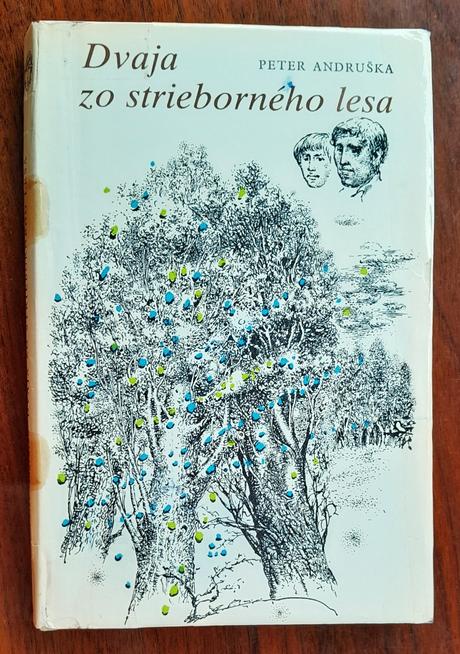 Dvaja
PETER ANDRUŠKA
zo strieborného lesa